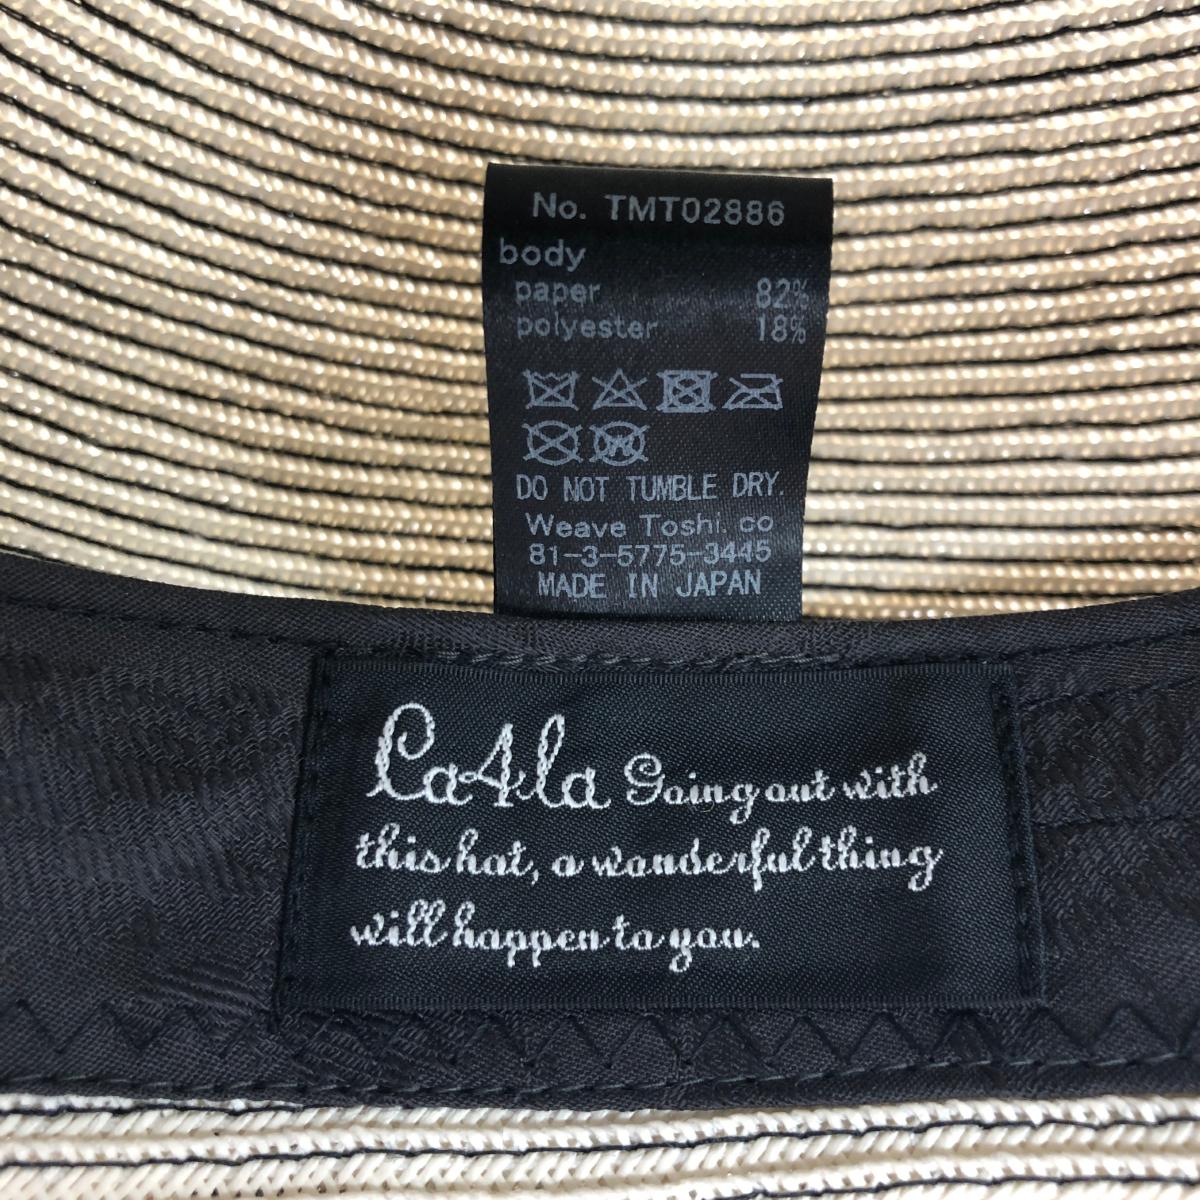 No. TMT02886
body
paper 82%
polyester 18%
DO NOT TUMBLE DRY.
Weave Toshi. co
81-3-5775-3445
MADE IN JAPAN
Ca4la Going out with
this hat, a wonderful thing
will happen to you.